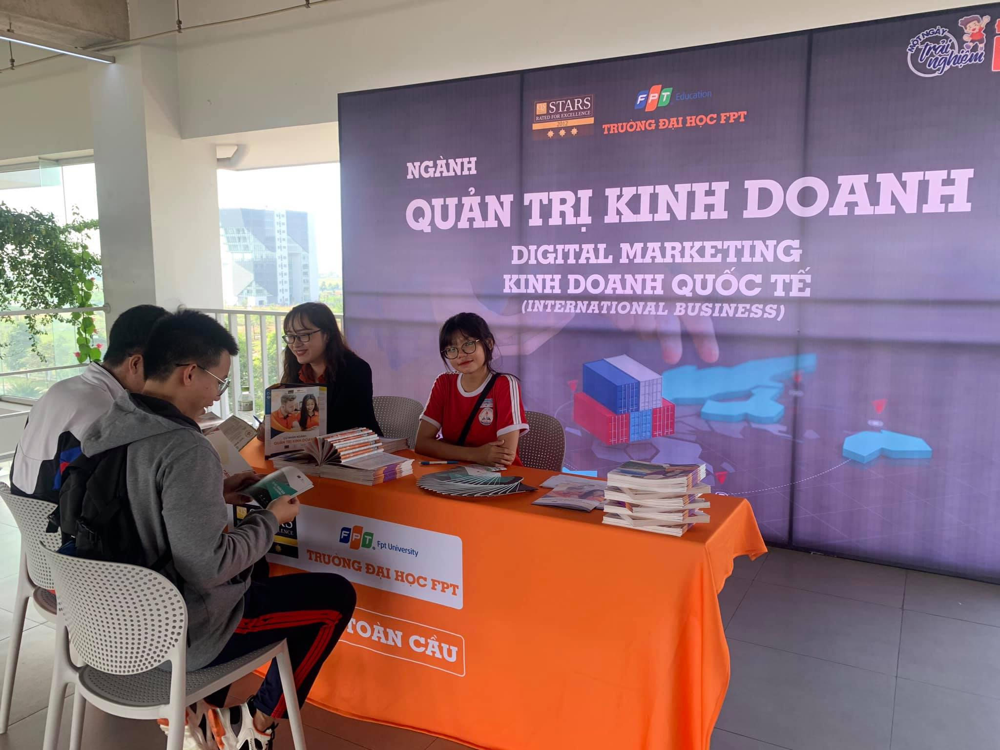 MỘT NGÀY
trải
nghiệm
QS STARS
RATED FOR EXCELLENCE
2012
FPT Education
TRƯỜNG ĐẠI HỌC FPT
NGÀNH
QUẢN TRỊ KINH DOANH
DIGITAL MARKETING
KINH DOANH QUỐC TẾ
(INTERNATIONAL BUSINESS)
CỬ NHÂN NGÀNH
QUẢN TRỊ KINH DOA
FPT Fpt University
TRƯỜNG ĐẠI HỌC FPT
TOÀN CẦU